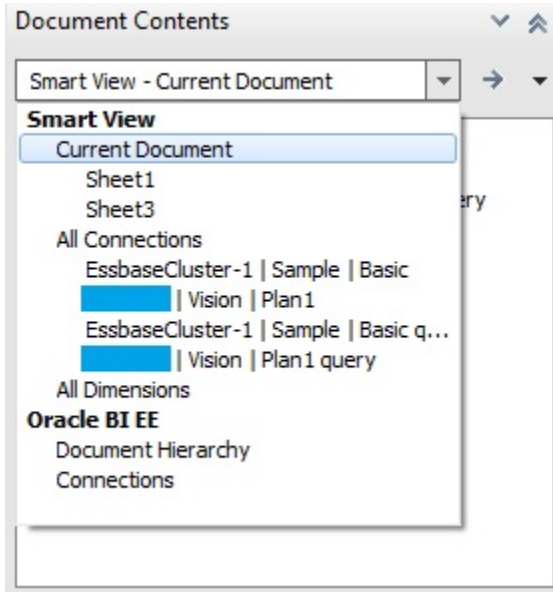 Document Contents
Smart View - Current Document
Smart View
Current Document
Sheet1
Sheet3
ery
All Connections
EssbaseCluster-1 | Sample | Basic
| Vision | Plan1
EssbaseCluster-1 | Sample | Basic q...
| Vision | Plan1 query
All Dimensions
Oracle BI EE
Document Hierarchy
Connections